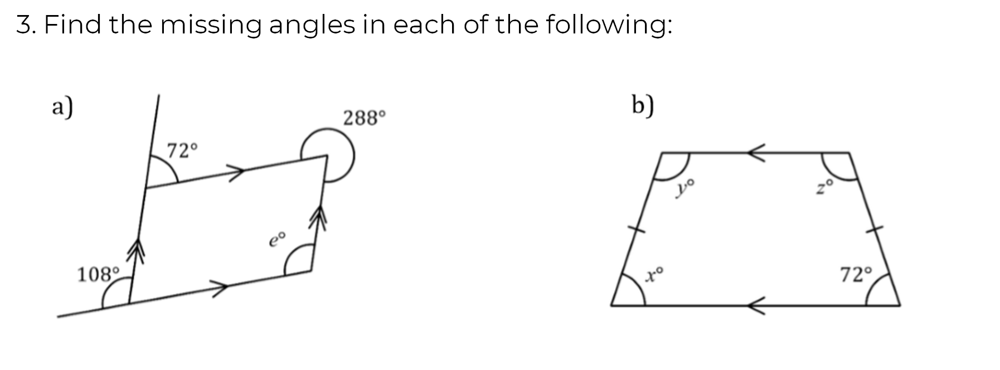 3. Find the missing angles in each of the following:
a)
b)
288°
72°
y°
z°
e°
108°
x°
72°